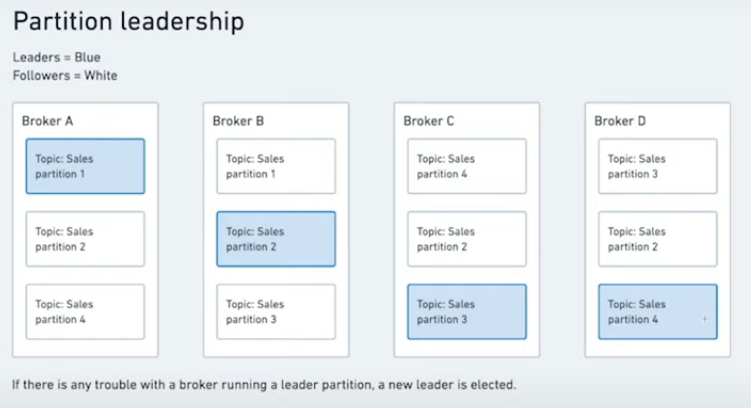 Partition leadership
Leaders = Blue
Followers = White
Broker A
Topic: Sales
partition 1
Topic: Sales
partition 2
Topic: Sales
partition 4
Broker B
Topic: Sales
partition 1
Topic: Sales
partition 2
Topic: Sales
partition 3
Broker C
Topic: Sales
partition 4
Topic: Sales
partition 2
Topic: Sales
partition 3
Broker D
Topic: Sales
partition 3
Topic: Sales
partition 2
Topic: Sales
partition 4
If there is any trouble with a broker running a leader partition, a new leader is elected.